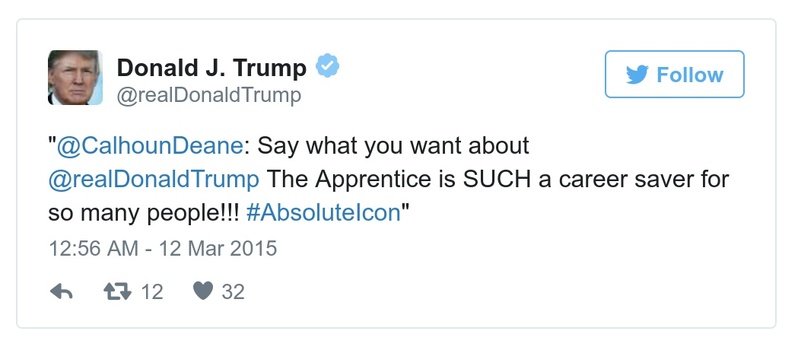 Donald J. Trump
@realDonaldTrump
Follow
"@CalhounDeane: Say what you want about
@realDonaldTrump The Apprentice is SUCH a career saver for
so many people!!! #AbsoluteIcon"
12:56 AM - 12 Mar 2015
12 32